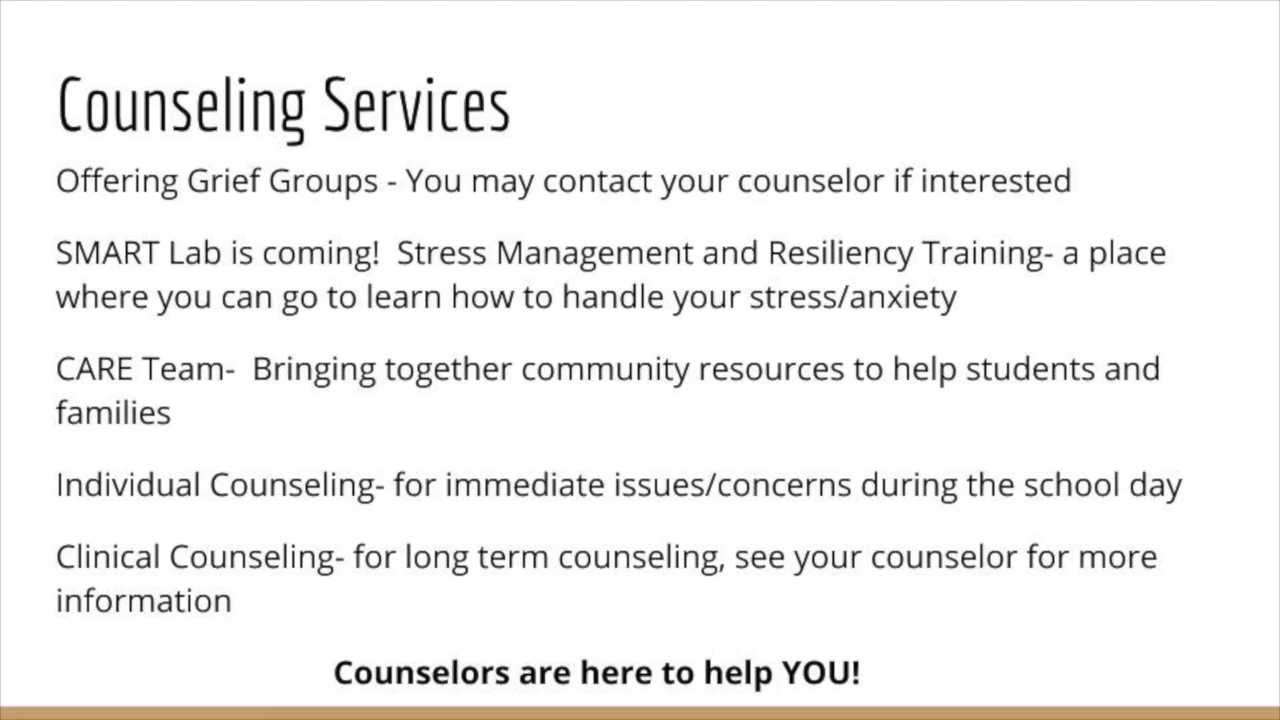 Counseling Services
Offering Grief Groups - You may contact your counselor if interested
SMART Lab is coming!  Stress Management and Resiliency Training- a place
where you can go to learn how to handle your stress/anxiety
CARE Team-  Bringing together community resources to help students and
families
Individual Counseling- for immediate issues/concerns during the school day
Clinical Counseling- for long term counseling, see your counselor for more
information
Counselors are here to help YOU!